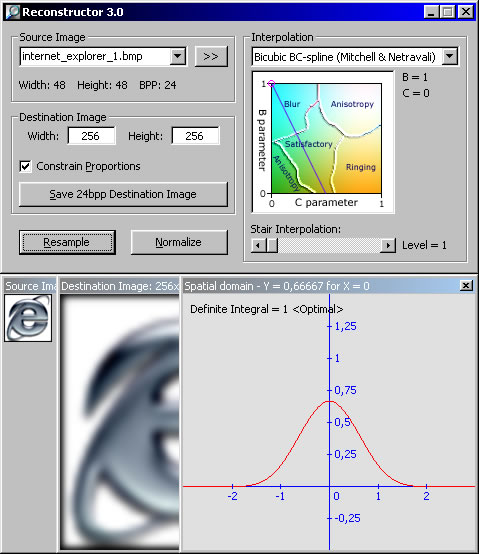 Reconstructor 3.0
Source Image
internet_explorer_1.bmp
>>
Width: 48 Height: 48 BPP: 24
Destination Image
Width: 256 Height: 256
Constrain Proportions
Save 24bpp Destination Image
Resample Normalize
Interpolation
Bicubic BC-spline (Mitchell & Netravali)
B = 1
C = 0
1
Blur Anisotropy
Satisfactory
Anisotropy
Ringing
B parameter
0
0 C parameter 1
Stair Interpolation:
Level = 1
Source Ima
Destination Image: 256x
Spatial domain - Y = 0,66667 for X = 0
Definite Integral = 1 <Optimal>
1,25
1
0,75
0,5
0,25
-2 -1 0 1 2
-0,25